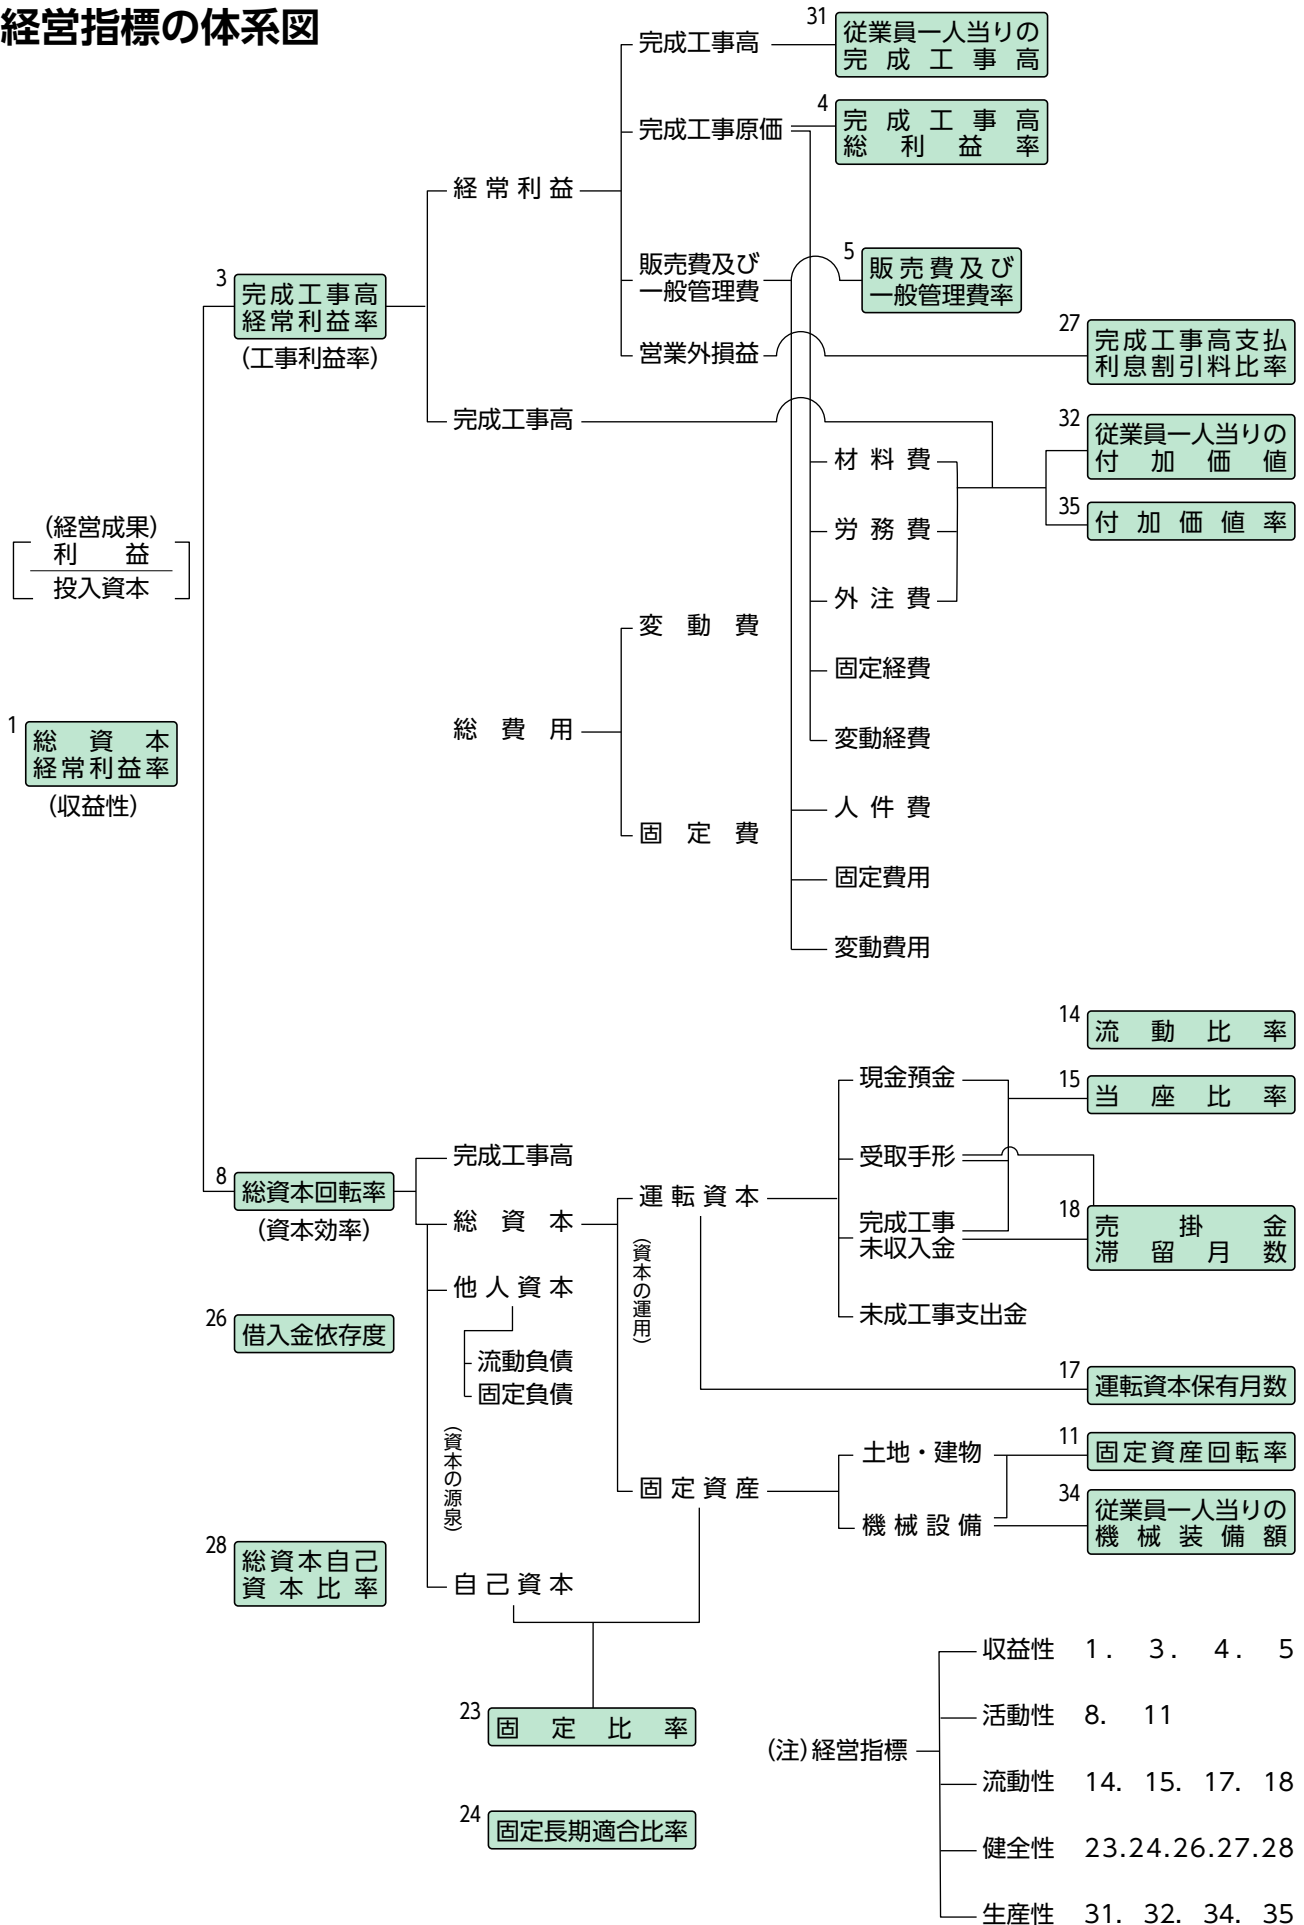 経営指標の体系図
31
従業員一人当りの
完成工事高
完成工事高
4
完成工事高
総利益率
完成工事原価
経常利益
5
販売費及び
一般管理費率
販売費及び
一般管理費
3
完成工事高
経常利益率
(工事利益率)
27
完成工事高支払
利息割引料比率
営業外損益
完成工事高
32
従業員一人当りの
付加価値
材料費
35
付加価値率
労務費
(経営成果)
利益
投入資本
外注費
変動費
固定経費
総費用
変動経費
1
総資本
経常利益率
(収益性)
人件費
固定費
固定費用
変動費用
14
流動比率
現金預金
15
当座比率
完成工事高
受取手形
8
総資本回転率
(資本効率)
総資本
運転資本
(資本の運用)
完成工事
未収入金
18
売掛金
滞留月数
他人資本
未成工事支出金
26
借入金依存度
流動負債
固定負債
17
運転資本保有月数
(資本の源泉)
土地・建物
11
固定資産回転率
固定資産
34
従業員一人当りの
機械装備額
機械設備
28
総資本自己
資本比率
自己資本
23
固定比率
24
固定長期適合比率
(注)経営指標
収益性 1. 3. 4. 5
活動性 8. 11
流動性 14. 15. 17. 18
健全性 23.24.26.27.28
生産性 31. 32. 34. 35